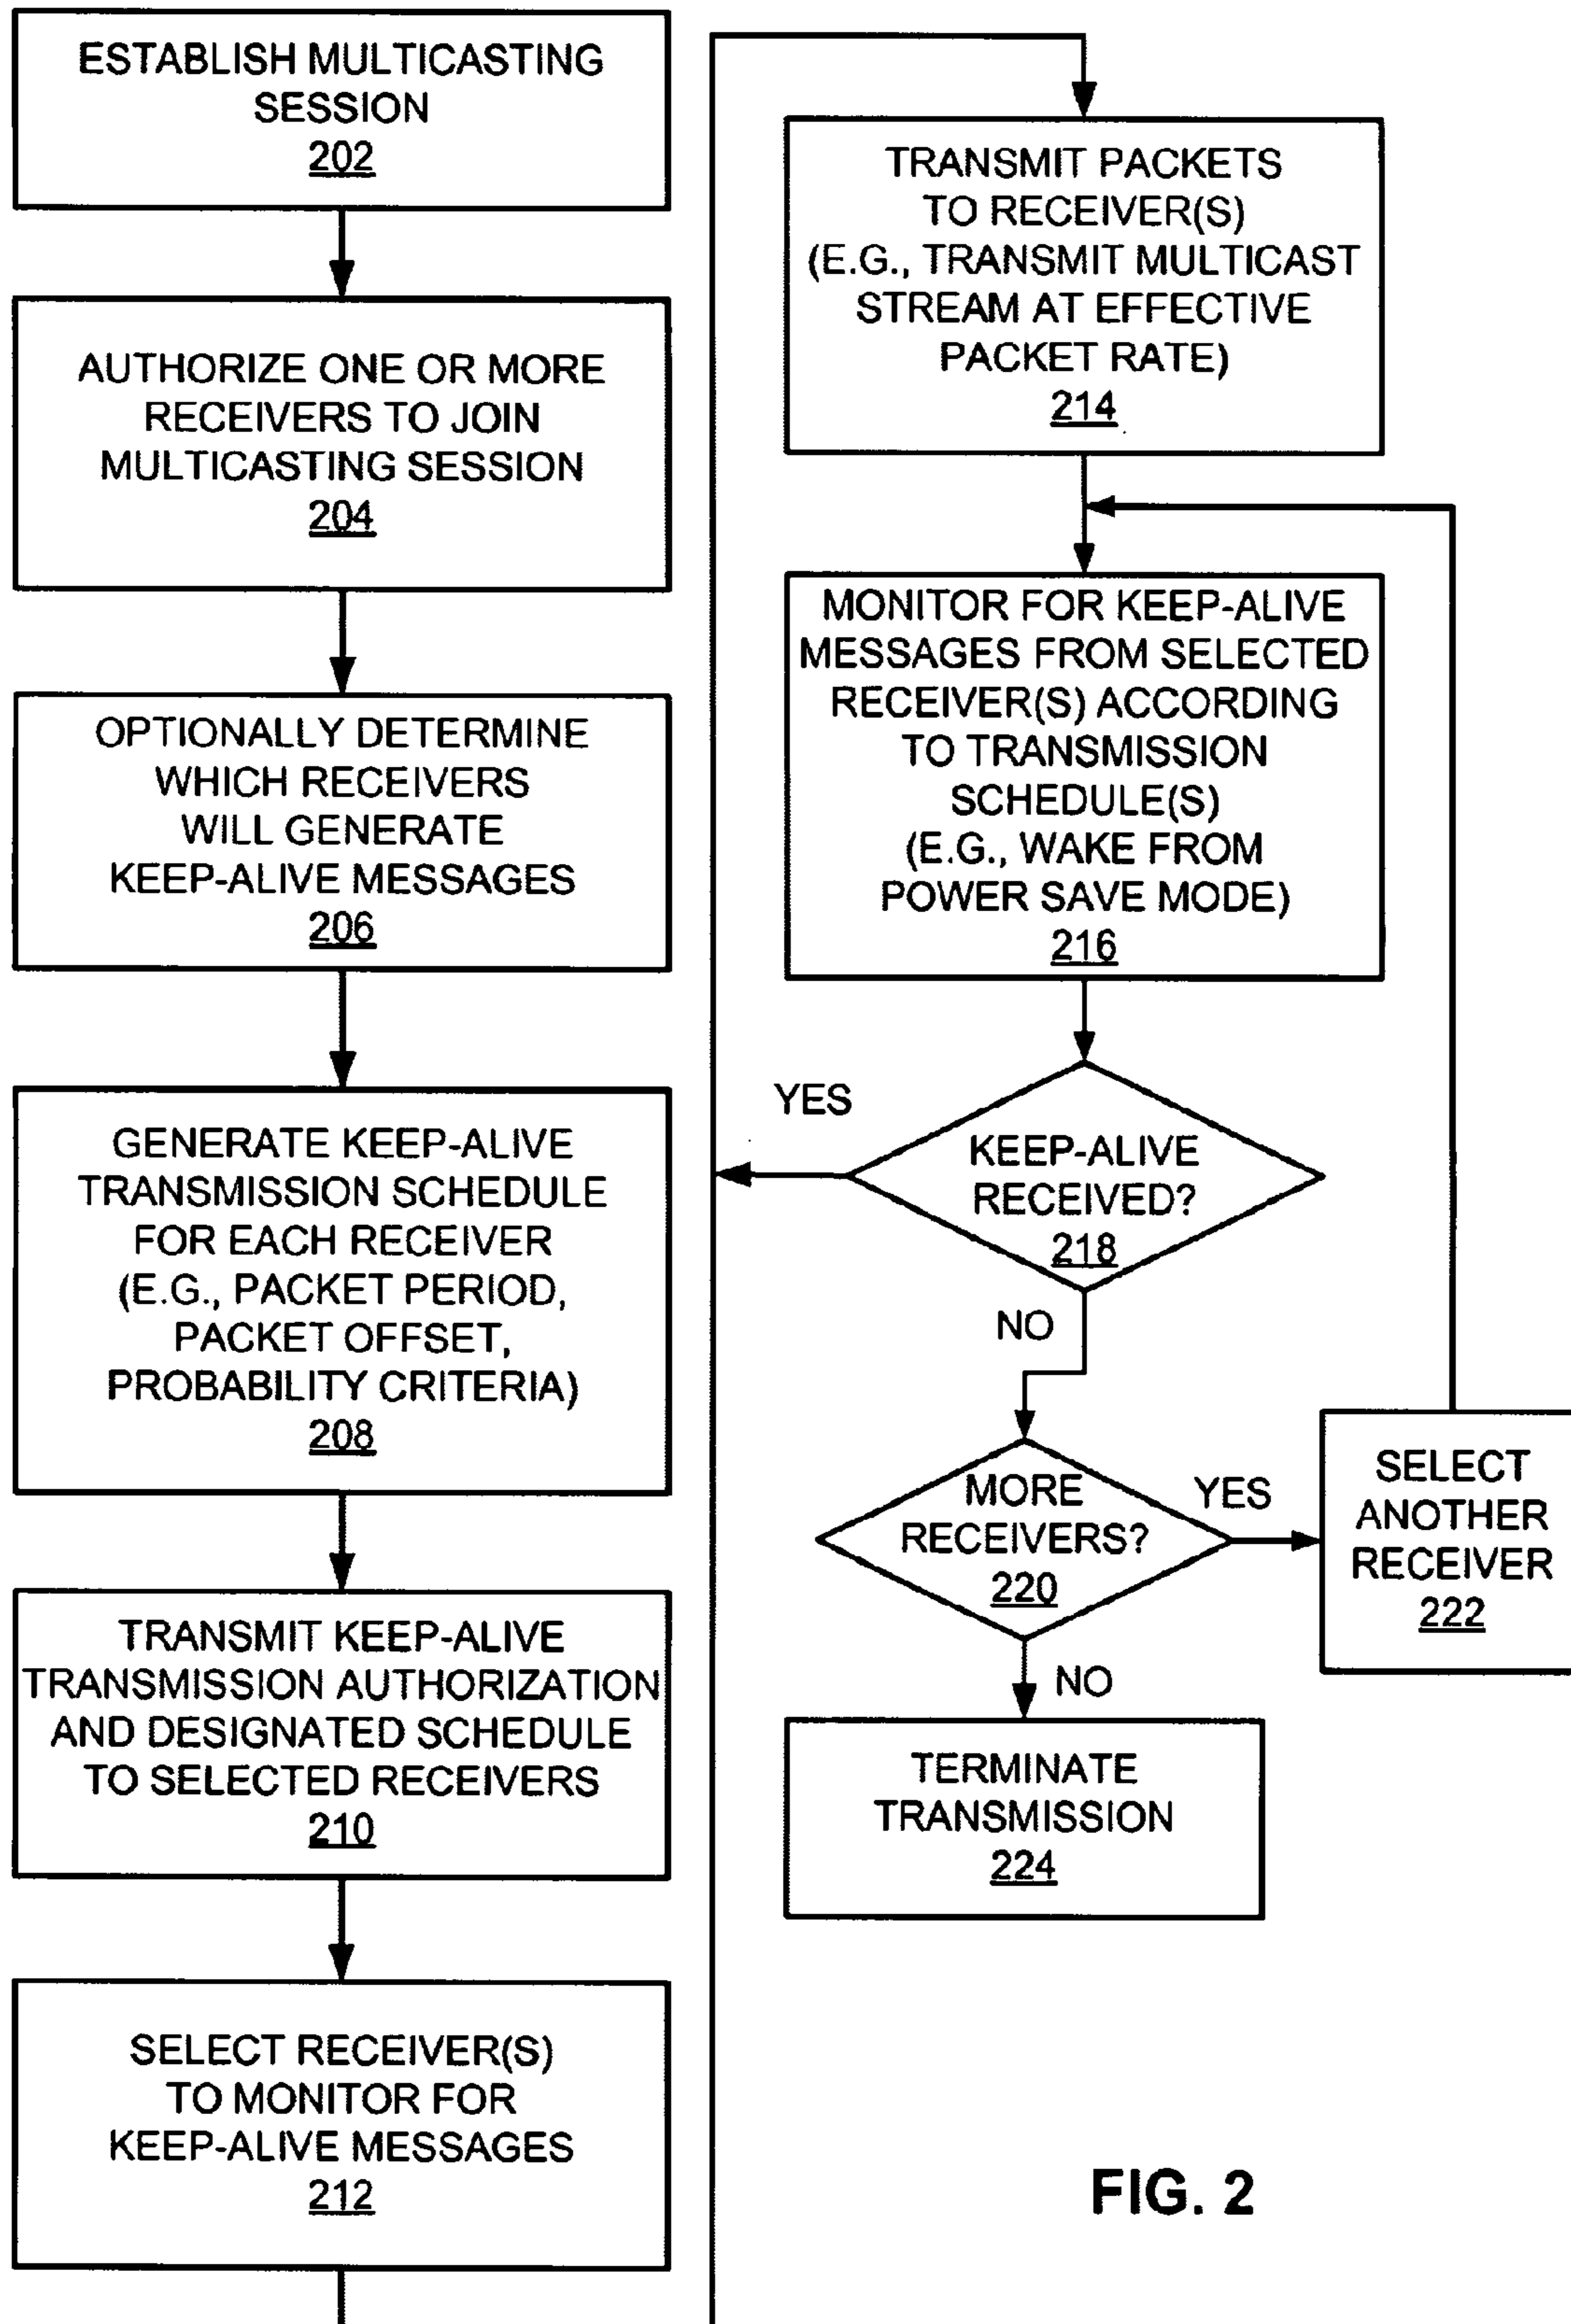 ESTABLISH MULTICASTING
SESSION
202
AUTHORIZE ONE OR MORE
RECEIVERS TO JOIN
MULTICASTING SESSION
204
OPTIONALLY DETERMINE
WHICH RECEIVERS
WILL GENERATE
KEEP-ALIVE MESSAGES
206
GENERATE KEEP-ALIVE
TRANSMISSION SCHEDULE
FOR EACH RECEIVER
(E.G., PACKET PERIOD,
PACKET OFFSET,
PROBABILITY CRITERIA)
208
TRANSMIT KEEP-ALIVE
TRANSMISSION AUTHORIZATION
AND DESIGNATED SCHEDULE
TO SELECTED RECEIVERS
210
SELECT RECEIVER(S)
TO MONITOR FOR
KEEP-ALIVE MESSAGES
212
TRANSMIT PACKETS
TO RECEIVER(S)
(E.G., TRANSMIT MULTICAST
STREAM AT EFFECTIVE
PACKET RATE)
214
MONITOR FOR KEEP-ALIVE
MESSAGES FROM SELECTED
RECEIVER(S) ACCORDING
TO TRANSMISSION
SCHEDULE(S)
(E.G., WAKE FROM
POWER SAVE MODE)
216
YES
KEEP-ALIVE
RECEIVED?
218
NO
MORE
RECEIVERS?
220
YES
SELECT
ANOTHER
RECEIVER
222
NO
TERMINATE
TRANSMISSION
224
FIG. 2